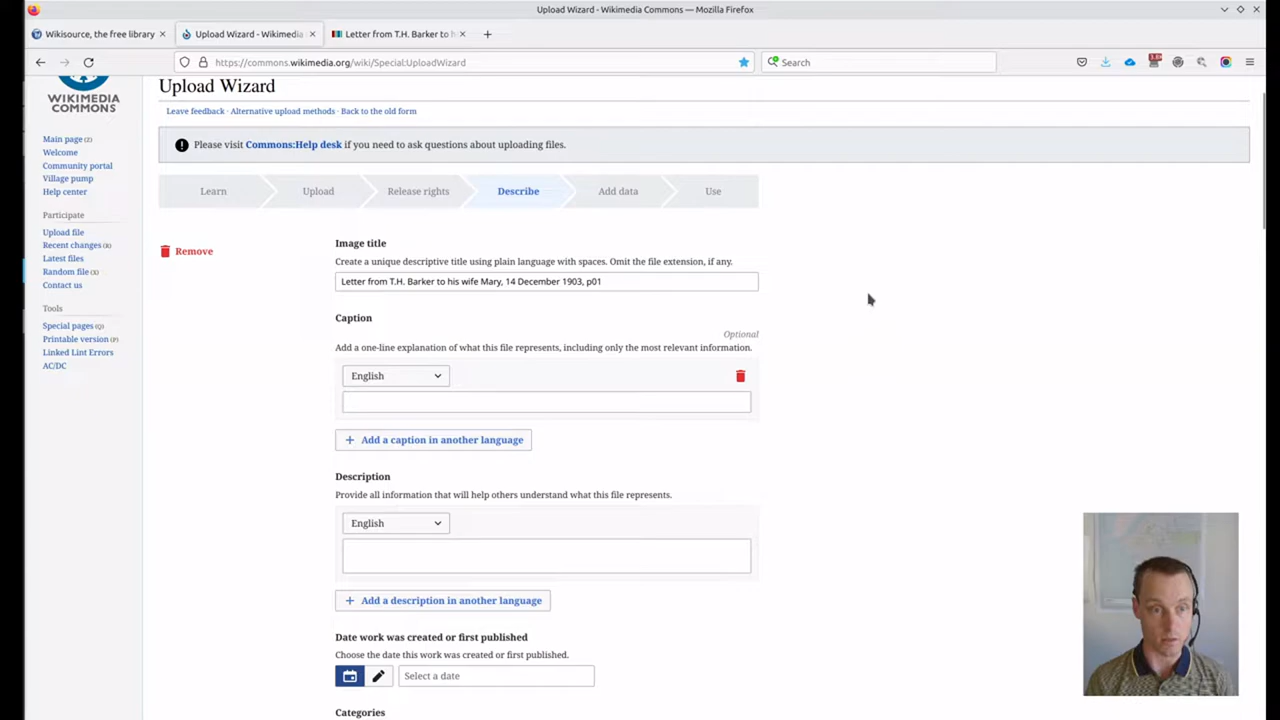 Upload Wizard - Wikimedia Commons — Mozilla Firefox
Wikisource, the free library
Upload Wizard - Wikimedia
Letter from T.H. Barker to h
https://commons.wikimedia.org/wiki/Special:UploadWizard
Search
WIKIMEDIA
COMMONS
Main page (Z)
Welcome
Community portal
Village pump
Help center
Participate
Upload file
Recent changes (R)
Latest files
Random file (X)
Contact us
Tools
Special pages (Q)
Printable version (P)
Linked Lint Errors
AC/DC
Upload Wizard
Leave feedback · Alternative upload methods · Back to the old form
Please visit Commons:Help desk if you need to ask questions about uploading files.
Learn
Upload
Release rights
Describe
Add data
Use
Remove
Image title
Create a unique descriptive title using plain language with spaces. Omit the file extension, if any.
Letter from T.H. Barker to his wife Mary, 14 December 1903, p01
Caption
Optional
Add a one-line explanation of what this file represents, including only the most relevant information.
English
+ Add a caption in another language
Description
Provide all information that will help others understand what this file represents.
English
+ Add a description in another language
Date work was created or first published
Choose the date this work was created or first published.
Select a date
Categories